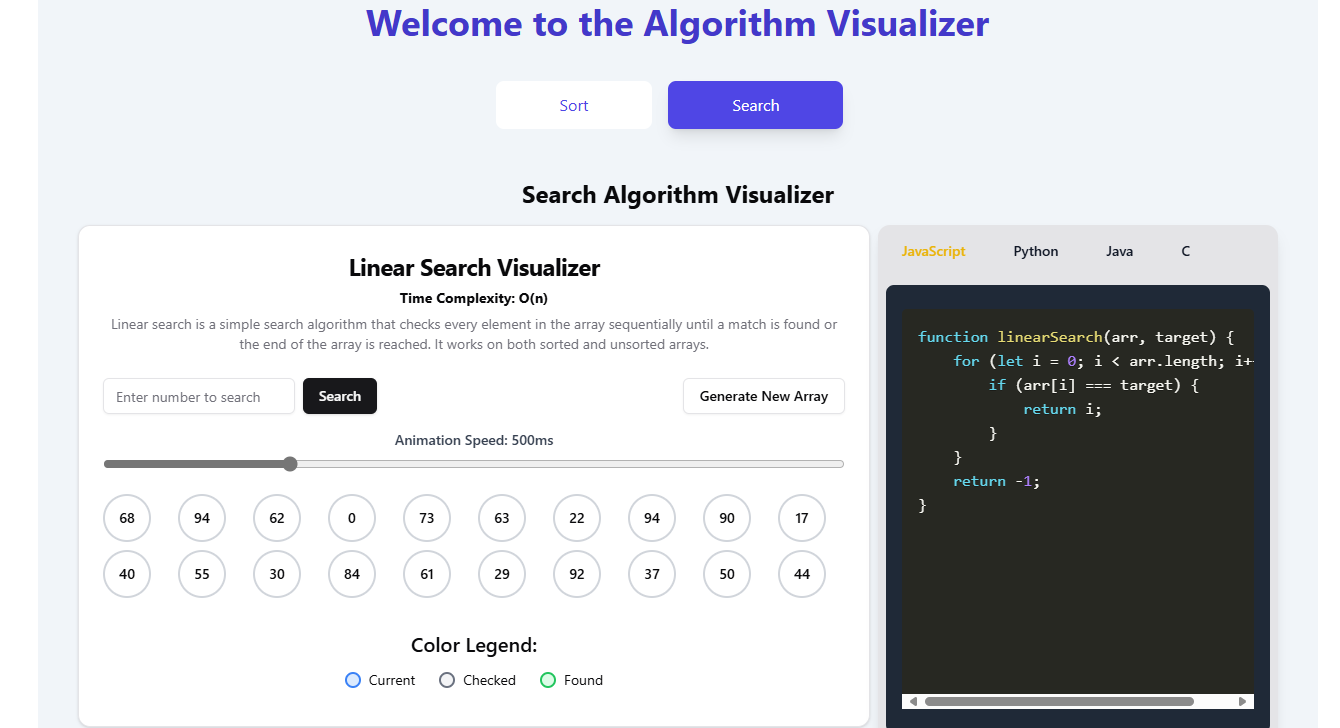 Welcome to the Algorithm Visualizer
Sort
Search
Search Algorithm Visualizer
Linear Search Visualizer
Time Complexity: O(n)
Linear search is a simple search algorithm that checks every element in the array sequentially until a match is found or
the end of the array is reached. It works on both sorted and unsorted arrays.
Enter number to search
Search
Generate New Array
Animation Speed: 500ms
68 94 62 0 73 63 22 94 90 17
40 55 30 84 61 29 92 37 50 44
Color Legend:
Current Checked Found
JavaScript Python Java C
function linearSearch(arr, target) {
    for (let i = 0; i < arr.length; i+
        if (arr[i] === target) {
            return i;
        }
    }
    return -1;
}